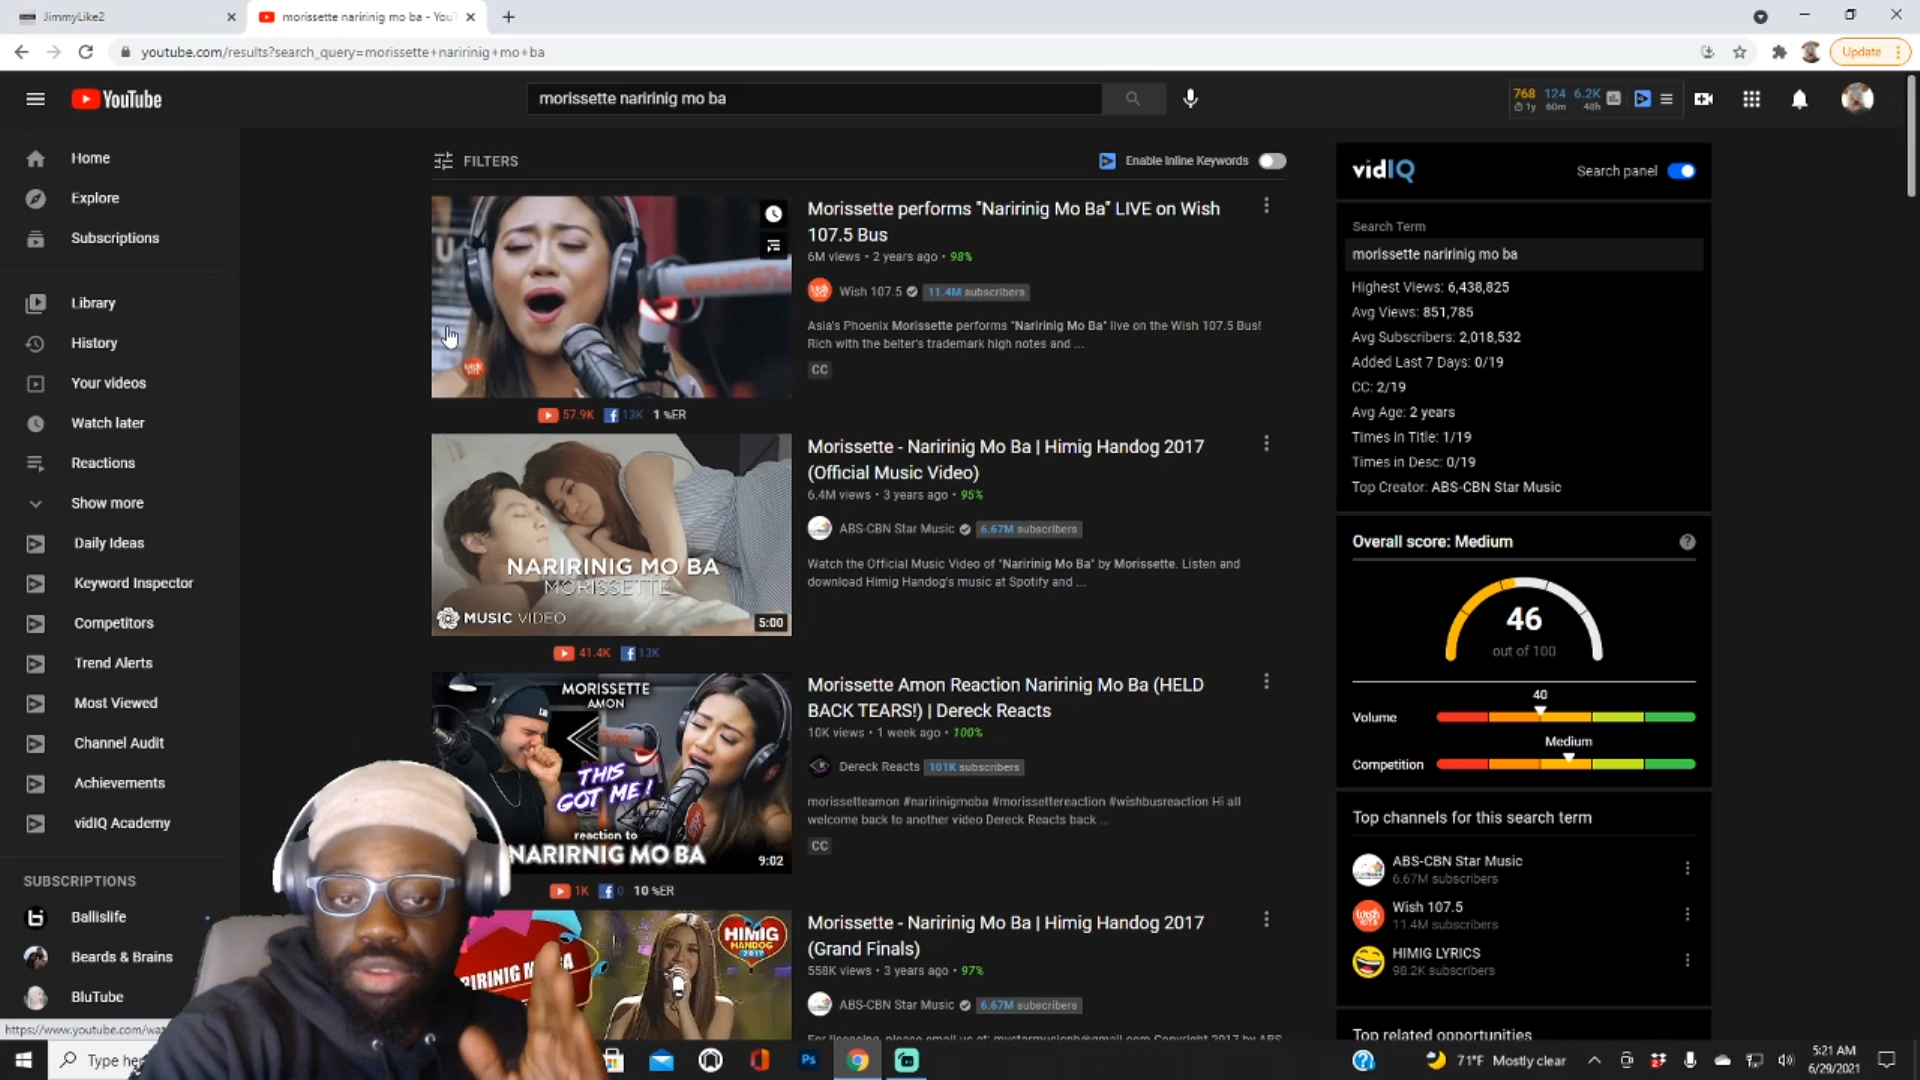 JimmyLike2
morissette naririnig mo ba - You
youtube.com/results?search_query=morissette+naririnig+mo+ba
Update
YouTube
morissette naririnig mo ba
768 124 6.2K
1y 60m 48h
Home
Explore
Subscriptions
Library
History
Your videos
Watch later
Reactions
Show more
Daily Ideas
Keyword Inspector
Competitors
Trend Alerts
Most Viewed
Channel Audit
Achievements
vidIQ Academy
SUBSCRIPTIONS
Ballislife
Beards & Brains
BluTube
https://www.youtube.com/wa
FILTERS
Enable Inline Keywords
Morissette performs "Naririnig Mo Ba" LIVE on Wish
107.5 Bus
6M views • 2 years ago • 98%
Wish 107.5 11.4M subscribers
Asia's Phoenix Morissette performs "Naririnig Mo Ba" live on the Wish 107.5 Bus!
Rich with the belter's trademark high notes and ...
CC
57.9K 13K 1 %ER
NARIRINIG MO BA
MORISSETTE
MUSIC VIDEO
5:00
Morissette - Naririnig Mo Ba | Himig Handog 2017
(Official Music Video)
6.4M views • 3 years ago • 95%
ABS-CBN Star Music 6.67M subscribers
Watch the Official Music Video of "Naririnig Mo Ba" by Morissette. Listen and
download Himig Handog's music at Spotify and ...
41.4K 13K
MORISSETTE
AMON
THIS
GOT ME!
reaction to
NARIRNIG MO BA
9:02
Morissette Amon Reaction Naririnig Mo Ba (HELD
BACK TEARS!) | Dereck Reacts
10K views • 1 week ago • 100%
Dereck Reacts 101K subscribers
morissetteamon #naririnigmoba #morissettereaction #wishbusreaction Hi all
welcome back to another video Dereck Reacts back ...
CC
1K 0 10 %ER
HIMIG
HANDOG
2017
Morissette - Naririnig Mo Ba | Himig Handog 2017
(Grand Finals)
558K views • 3 years ago • 97%
ABS-CBN Star Music 6.67M subscribers
vidIQ
Search panel
Search Term
morissette naririnig mo ba
Highest Views: 6,438,825
Avg Views: 851,785
Avg Subscribers: 2,018,532
Added Last 7 Days: 0/19
CC: 2/19
Avg Age: 2 years
Times in Title: 1/19
Times in Desc: 0/19
Top Creator: ABS-CBN Star Music
Overall score: Medium
46
out of 100
40
Volume
Medium
Competition
Top channels for this search term
ABS-CBN Star Music
6.67M subscribers
Wish 107.5
11.4M subscribers
HIMIG LYRICS
98.2K subscribers
Top related opportunities
Type her
Ps
71°F Mostly clear
5:21 AM
6/29/2021